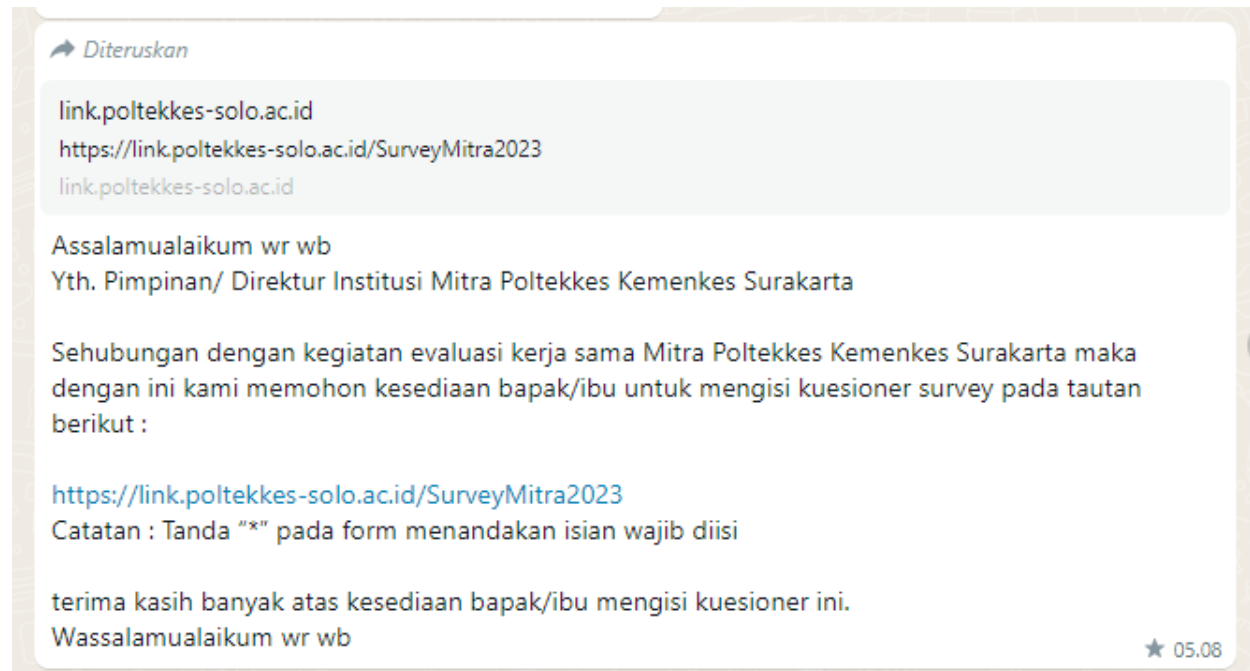 Diteruskan
link.poltekkes-solo.ac.id
https://link.poltekkes-solo.ac.id/SurveyMitra2023
link.poltekkes-solo.ac.id
Assalamualaikum wr wb
Yth. Pimpinan/ Direktur Institusi Mitra Poltekkes Kemenkes Surakarta
Sehubungan dengan kegiatan evaluasi kerja sama Mitra Poltekkes Kemenkes Surakarta maka
dengan ini kami memohon kesediaan bapak/ibu untuk mengisi kuesioner survey pada tautan
berikut :
https://link.poltekkes-solo.ac.id/SurveyMitra2023
Catatan : Tanda “*” pada form menandakan isian wajib diisi
terima kasih banyak atas kesediaan bapak/ibu mengisi kuesioner ini.
Wassalamualaikum wr wb
★ 05.08